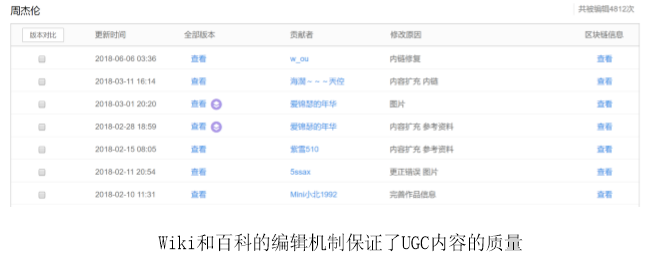 周杰伦 共被编辑4812次
版本对比 更新时间 全部版本 贡献者 修改原因 区块链信息
2018-06-06 03:36 查看 w_ou 内链修复 查看
2018-03-11 16:14 查看 海聚～～～天倥 内容扩充 内链 查看
2018-03-01 20:20 查看 爱锦瑟的年华 图片 查看
2018-02-28 18:59 查看 爱锦瑟的年华 内容扩充 参考资料 查看
2018-02-15 08:05 查看 紫雪510 内容扩充 参考资料 查看
2018-02-11 20:54 查看 5ssax 更正错误 图片 查看
2018-02-10 11:31 查看 Mini小北1992 完善作品信息 查看
Wiki和百科的编辑机制保证了UGC内容的质量